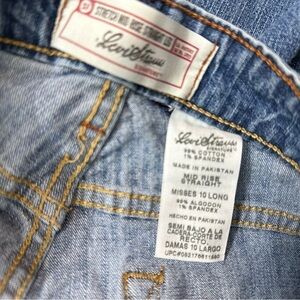 STRETCH MID RISE STRAIGHT
Levi Strauss
SIGNATURE
Levi Strauss
SIGNATURE
99% COTTON
1% SPANDEX
MADE IN PAKISTAN
MID RISE
STRAIGHT
MISSES 10 LONG
99% ALGODON
1% SPANDEX
HECHO EN PAKISTAN
SEMI BAJO A LA
CADERA CORTE DE
RECTO.
DAMAS 10 LARGO